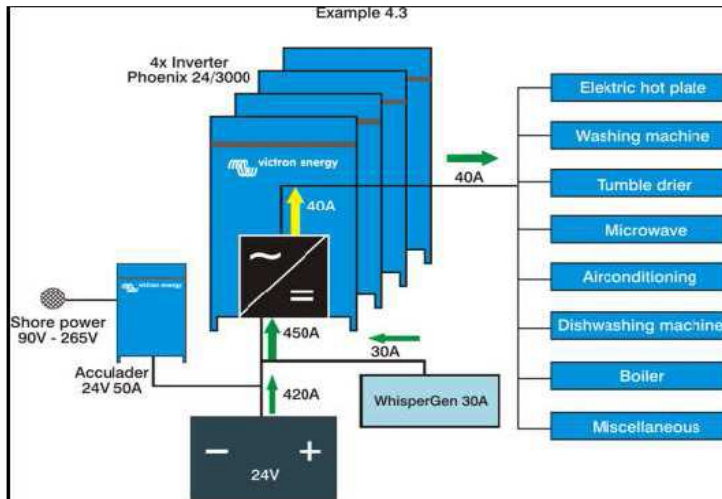 Example 4.3
4x Inverter
Phoenix 24/3000
victron energy
40A
40A
Elektric hot plate
Washing machine
Tumble drier
Microwave
Airconditioning
Dishwashing machine
Boiler
Miscellaneous
victron energy
Shore power
90V - 265V
Acculader
24V 50A
450A
30A
420A
WhisperGen 30A
24V